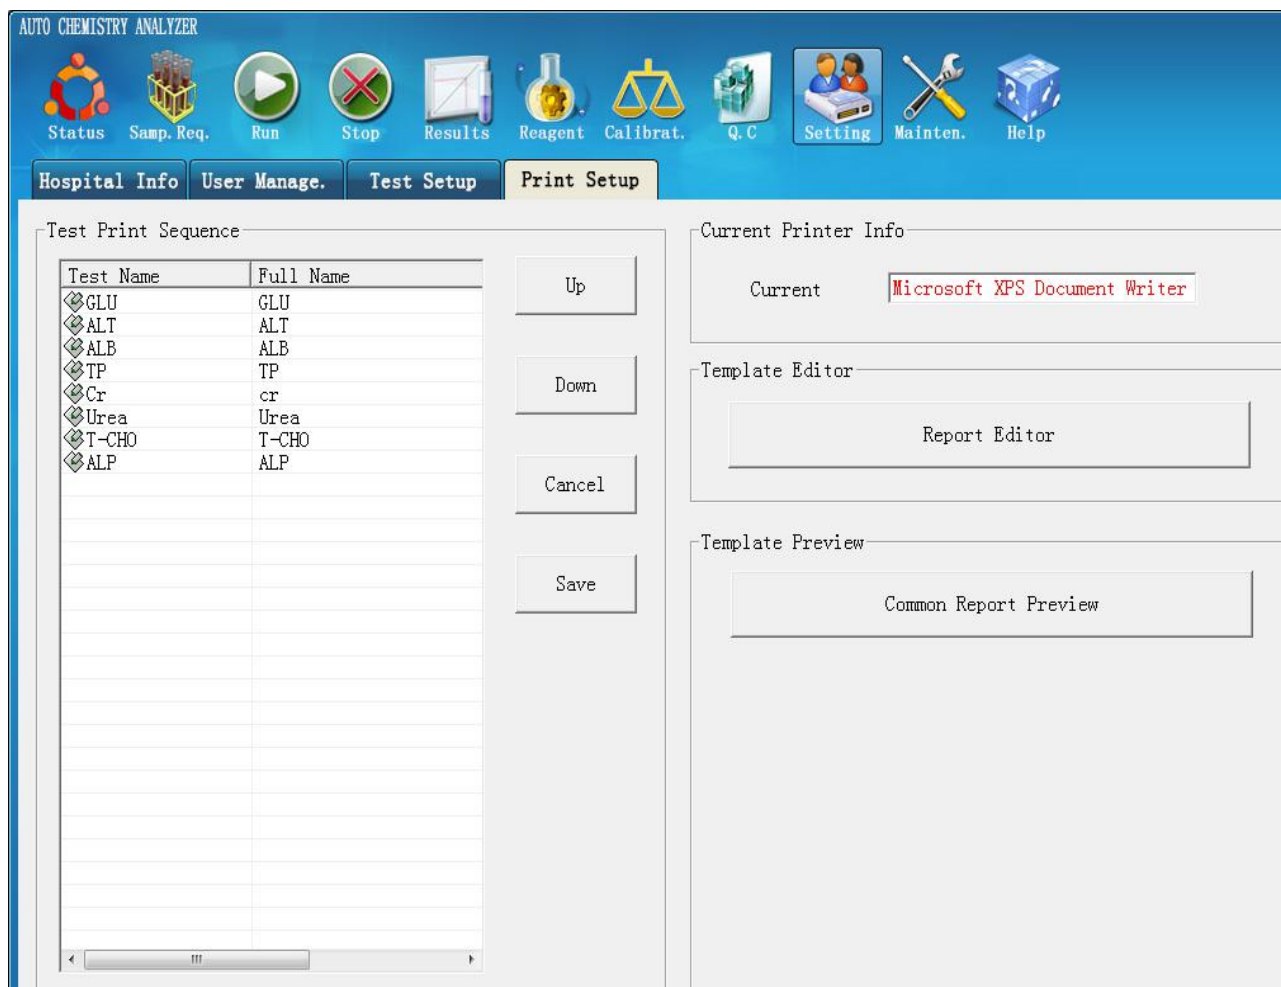 AUTO CHEMISTRY ANALYZER
Status Samp.Req. Run Stop Results Reagent Calibrat. Q.C Setting Mainten. Help
Hospital Info User Manage. Test Setup Print Setup
Test Print Sequence
Test Name Full Name
GLU GLU
ALT ALT
ALB ALB
TP TP
Cr cr
Urea Urea
T-CHO T-CHO
ALP ALP
Up
Down
Cancel
Save
Current Printer Info
Current Microsoft XPS Document Writer
Template Editor
Report Editor
Template Preview
Common Report Preview